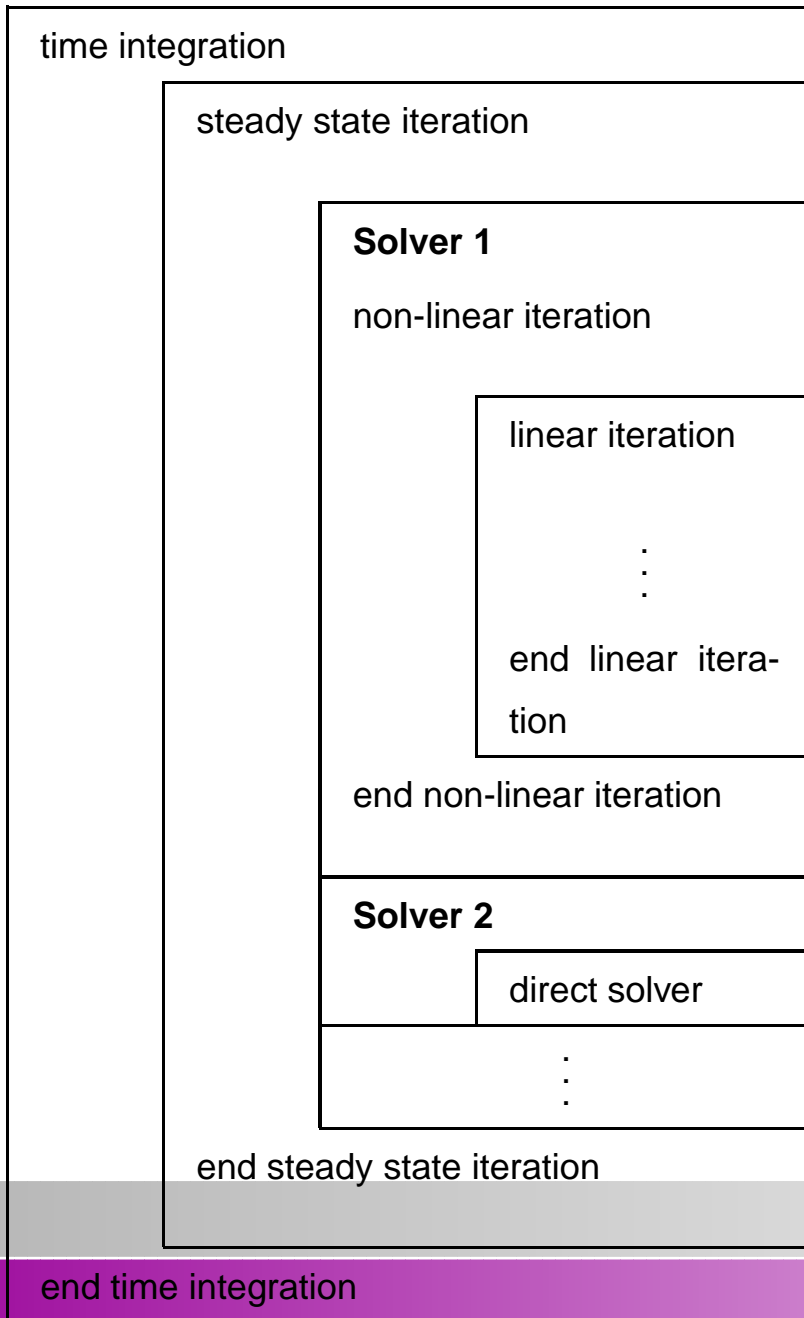 time integration
steady state iteration
Solver 1
non-linear iteration
linear iteration
.
.
.
end linear itera-
tion
end non-linear iteration
Solver 2
direct solver
.
.
.
end steady state iteration
end time integration